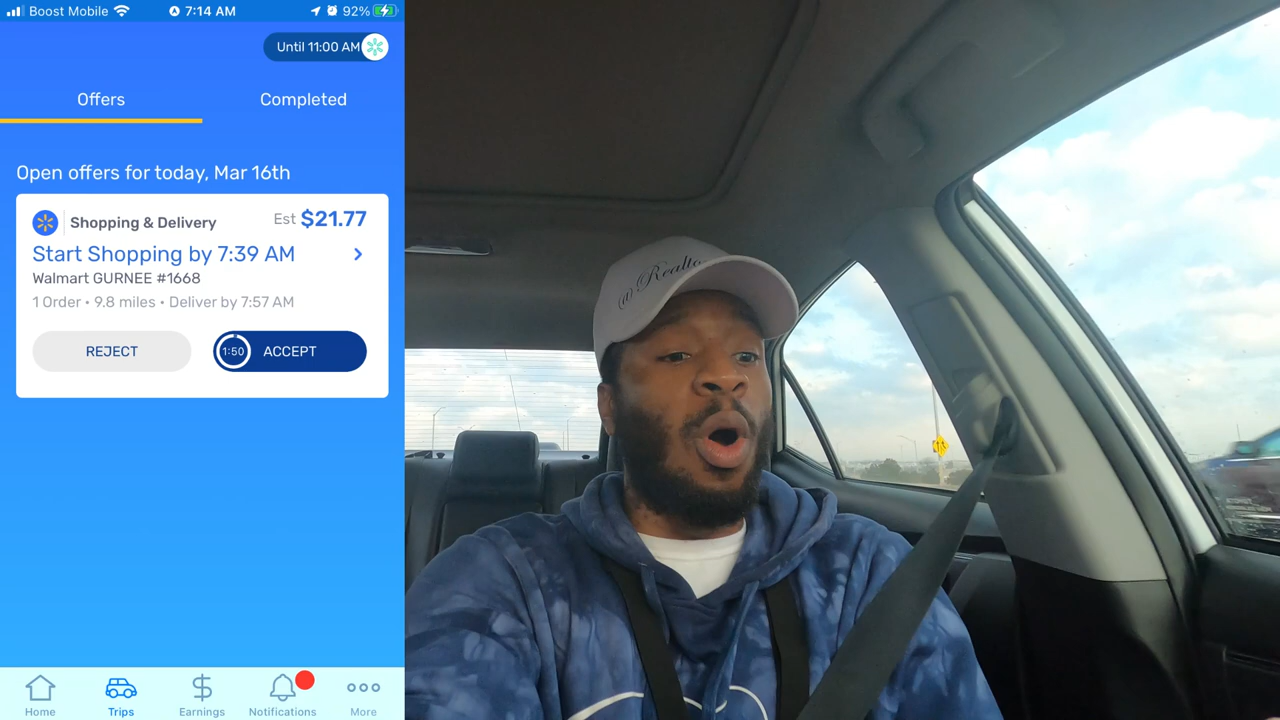 Boost Mobile 7:14 AM 92%
Until 11:00 AM
Offers Completed
Open offers for today, Mar 16th
Shopping & Delivery Est $21.77
Start Shopping by 7:39 AM
Walmart GURNEE #1668
1 Order • 9.8 miles • Deliver by 7:57 AM
REJECT 1:50 ACCEPT
Home Trips Earnings Notifications More
@Realto